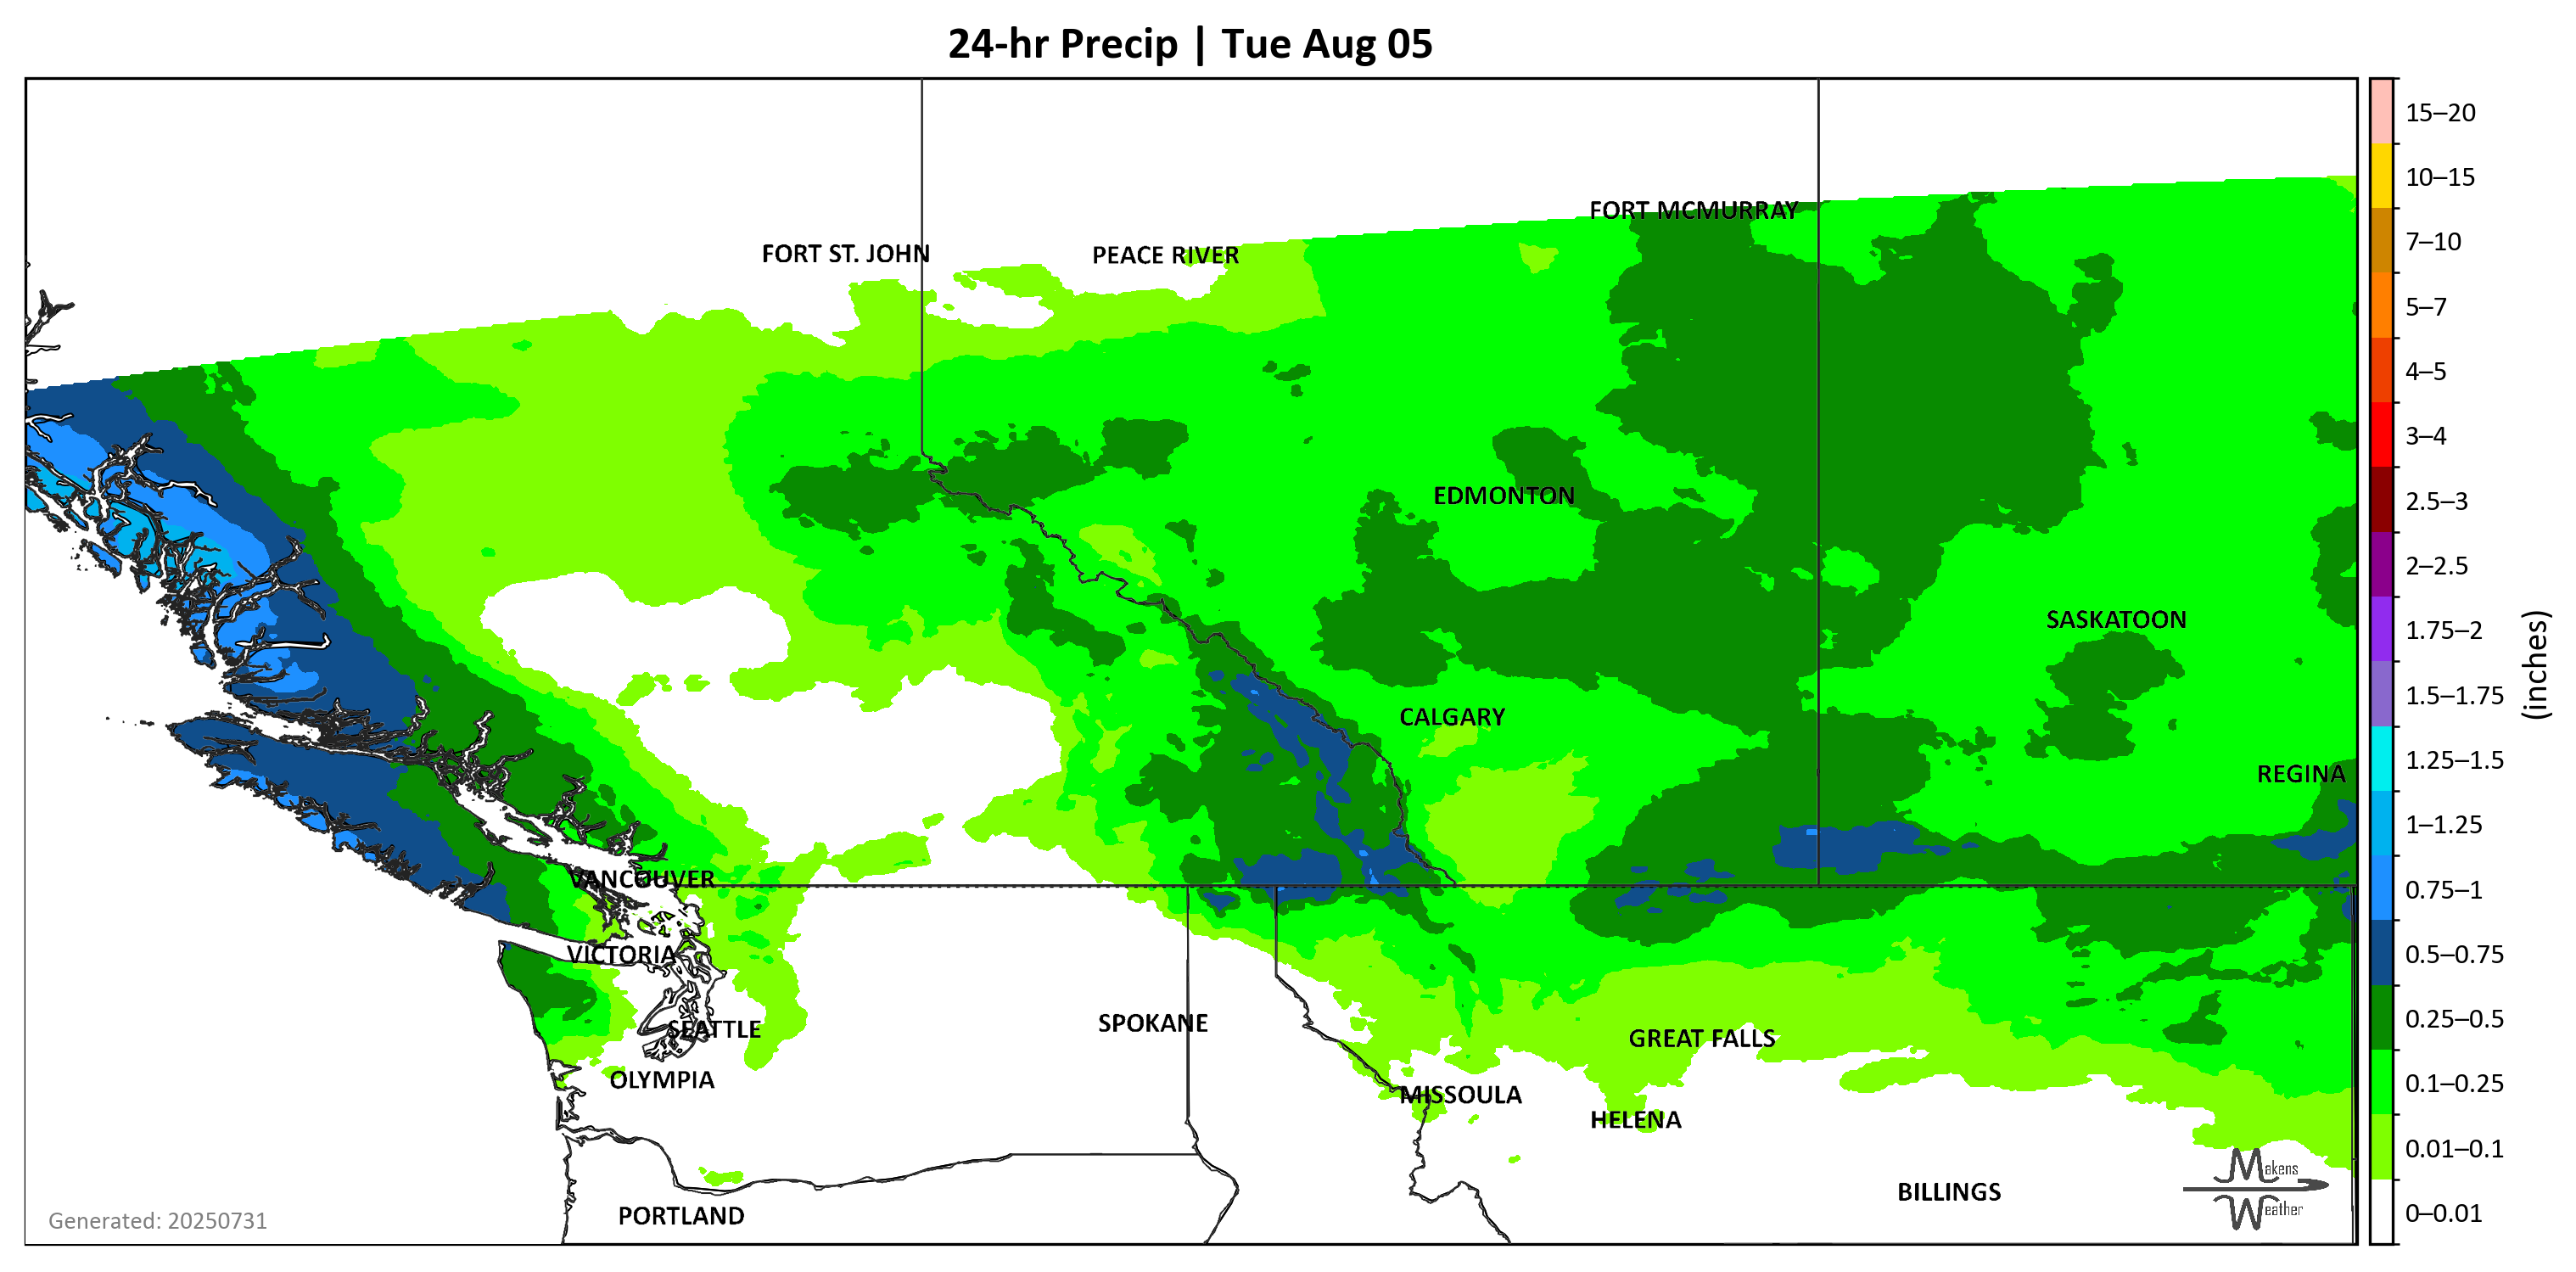 24-hr Precip | Tue Aug 05
FORT MCMURRAY
FORT ST. JOHN
PEACE RIVER
EDMONTON
SASKATOON
CALGARY
REGINA
VANCOUVER
VICTORIA
SPOKANE
SEATTLE
GREAT FALLS
OLYMPIA
MISSOULA
HELENA
BILLINGS
PORTLAND
Makens
Weather
Generated: 20250731
15–20
10–15
7–10
5–7
4–5
3–4
2.5–3
2–2.5
1.75–2
1.5–1.75
1.25–1.5
1–1.25
0.75–1
0.5–0.75
0.25–0.5
0.1–0.25
0.01–0.1
0–0.01
(inches)